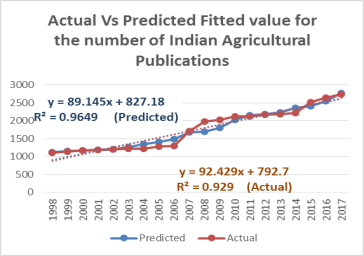 Actual Vs Predicted Fitted value for
the number of Indian Agricultural
Publications
3000
2500
2000
1500
1000
500
0
y = 89.145x + 827.18
R² = 0.9649 (Predicted)
y = 92.429x + 792.7
R² = 0.929 (Actual)
1998 1999 2000 2001 2002 2003 2004 2005 2006 2007 2008 2009 2010 2011 2012 2013 2014 2015 2016 2017
Predicted Actual